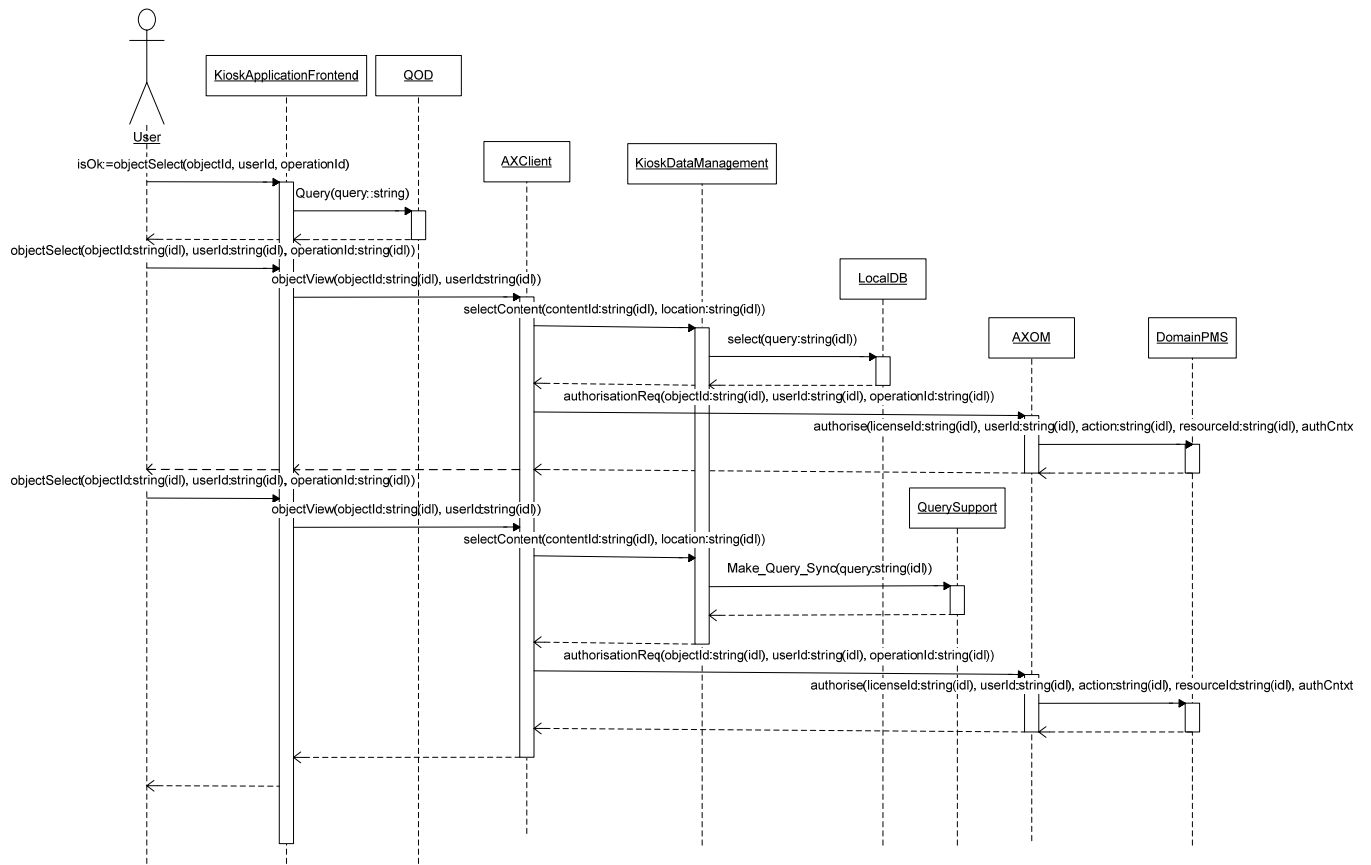 KioskApplicationFrontend
QOD
User
AXClient
KioskDataManagement
isOk:=objectSelect(objectId, userId, operationId)
Query(query::string)
objectSelect(objectId:string(idl), userId:string(idl), operationId:string(idl))
objectView(objectId:string(idl), userId:string(idl))
LocalDB
selectContent(contentId:string(idl), location:string(idl))
AXOM
DomainPMS
select(query:string(idl))
authorisationReq(objectId:string(idl), userId:string(idl), operationId:string(idl))
authorise(licenseId:string(idl), userId:string(idl), action:string(idl), resourceId:string(idl), authCntx
objectSelect(objectId:string(idl), userId:string(idl), operationId:string(idl))
objectView(objectId:string(idl), userId:string(idl))
QuerySupport
selectContent(contentId:string(idl), location:string(idl))
Make_Query_Sync(query:string(idl))
authorisationReq(objectId:string(idl), userId:string(idl), operationId:string(idl))
authorise(licenseId:string(idl), userId:string(idl), action:string(idl), resourceId:string(idl), authCntxt